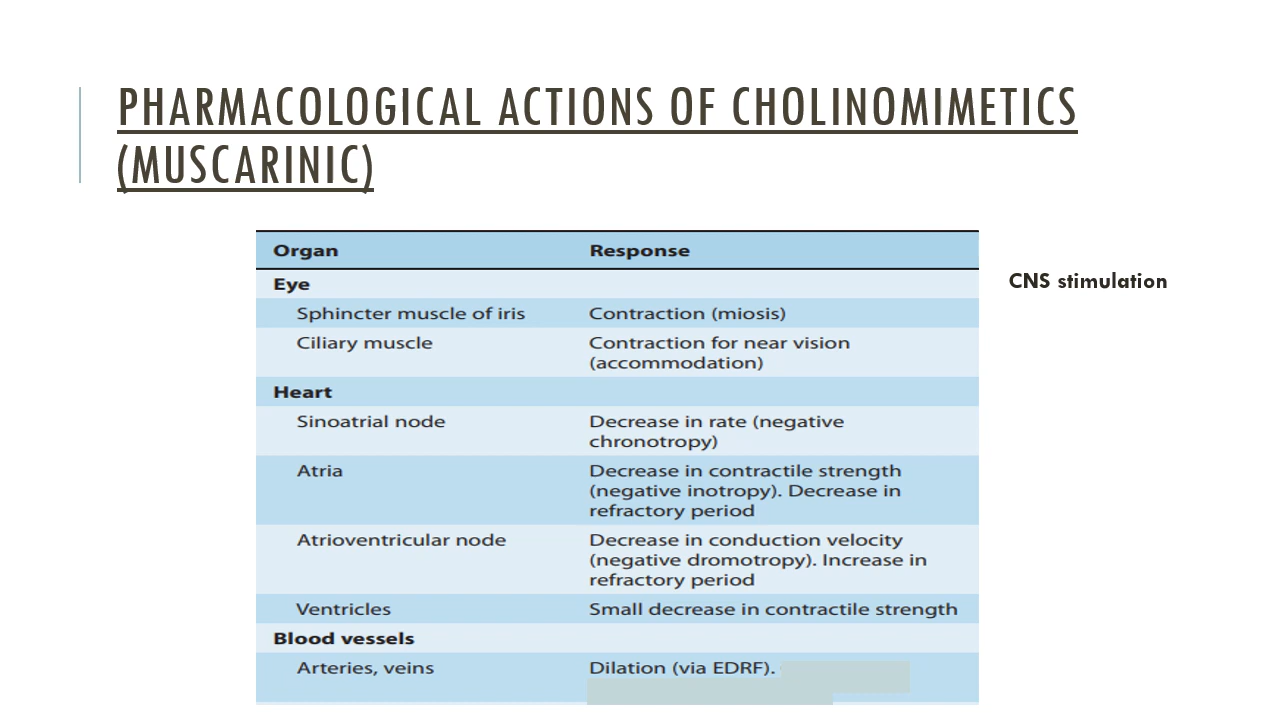 PHARMACOLOGICAL ACTIONS OF CHOLINOMIMETICS
(MUSCARINIC)
Organ Response
CNS stimulation
Eye
Sphincter muscle of iris Contraction (miosis)
Ciliary muscle Contraction for near vision
(accommodation)
Heart
Sinoatrial node Decrease in rate (negative
chronotropy)
Atria Decrease in contractile strength
(negative inotropy). Decrease in
refractory period
Atrioventricular node Decrease in conduction velocity
(negative dromotropy). Increase in
refractory period
Ventricles Small decrease in contractile strength
Blood vessels
Arteries, veins Dilation (via EDRF).